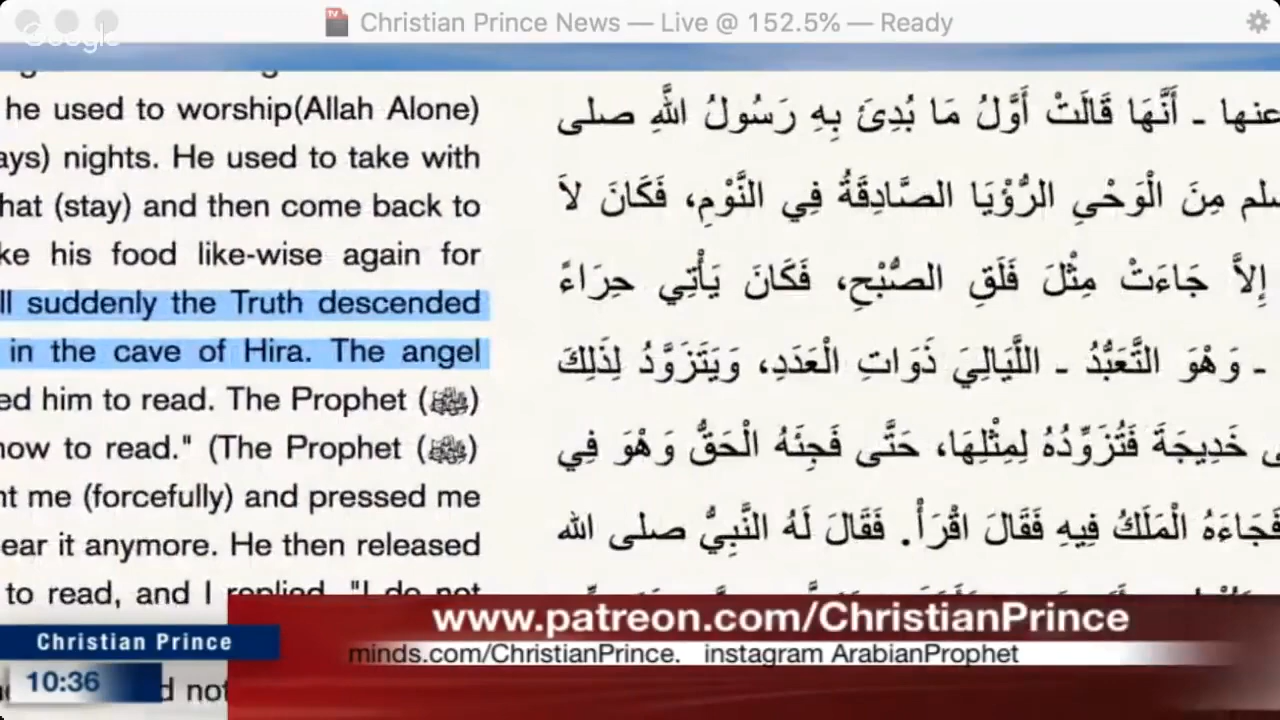 Google
Christian Prince News — Live @ 152.5% — Ready
he used to worship(Allah Alone)
ays) nights. He used to take with
hat (stay) and then come back to
ke his food like-wise again for
ll suddenly the Truth descended
in the cave of Hira. The angel
ed him to read. The Prophet (ﷺ)
now to read." (The Prophet (ﷺ)
nt me (forcefully) and pressed me
ear it anymore. He then released
to read, and I replied, "I do not
d not
عنها ـ أَنَّهَا قَالَتْ أَوَّلُ مَا بُدِئَ بِهِ رَسُولُ اللَّهِ صلى
سلم مِنَ الْوَحْىِ الرُّؤْيَا الصَّادِقَةُ فِي النَّوْمِ، فَكَانَ لاَ
إِلاَّ جَاءَتْ مِثْلَ فَلَقِ الصُّبْحِ، فَكَانَ يَأْتِي حِرَاءً
ـ وَهْوَ التَّعَبُّدُ ـ اللَّيَالِيَ ذَوَاتِ الْعَدَدِ، وَيَتَزَوَّدُ لِذَلِكَ
ى خَدِيجَةَ فَتُزَوِّدُهُ لِمِثْلِهَا، حَتَّى فَجِئَهُ الْحَقُّ وَهْوَ فِي
فَجَاءَهُ الْمَلَكُ فِيهِ فَقَالَ اقْرَأْ. فَقَالَ لَهُ النَّبِيُّ صلى الله
www.patreon.com/ChristianPrince
minds.com/ChristianPrince. instagram ArabianProphet
Christian Prince
10:36